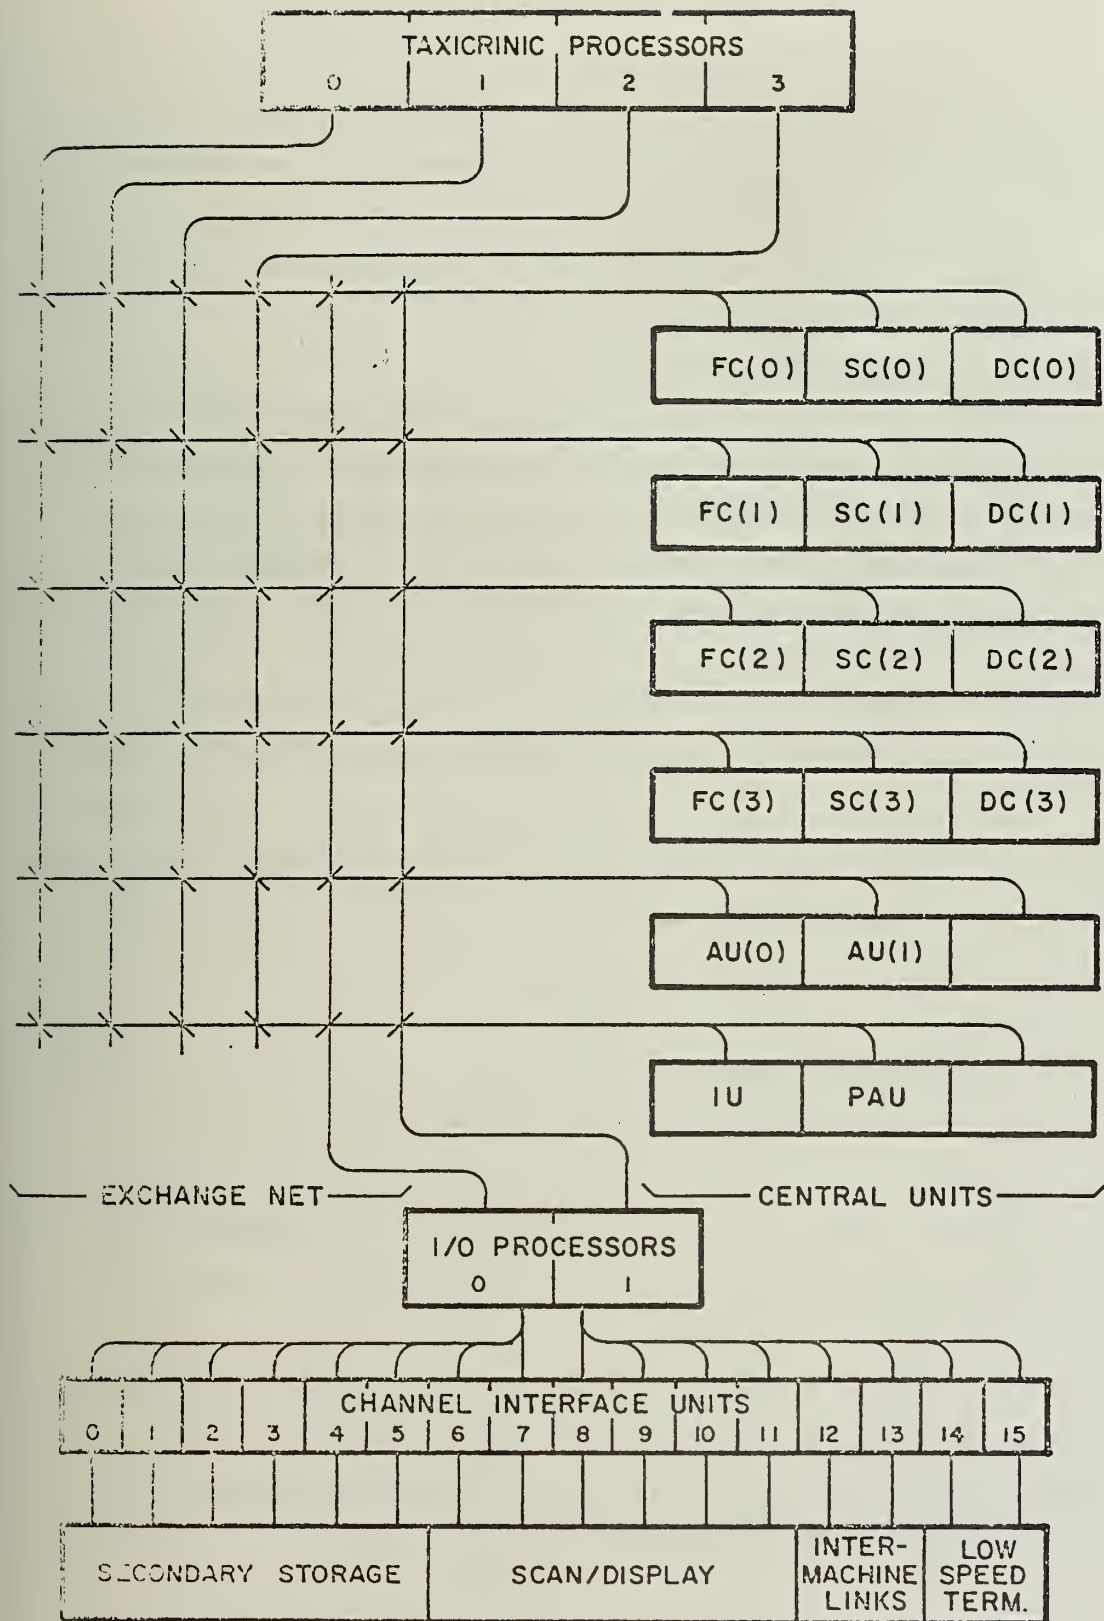 TAXICRINIC PROCESSORS
0 1 2 3
FC(0) SC(0) DC(0)
FC(1) SC(1) DC(1)
FC(2) SC(2) DC(2)
FC(3) SC(3) DC(3)
AU(0) AU(1)
IU PAU
EXCHANGE NET
CENTRAL UNITS
I/O PROCESSORS
0 1
CHANNEL INTERFACE UNITS
0 1 2 3 4 5 6 7 8 9 10 11 12 13 14 15
SECONDARY STORAGE
SCAN/DISPLAY
INTER-
MACHINE
LINKS
LOW
SPEED
TERM.